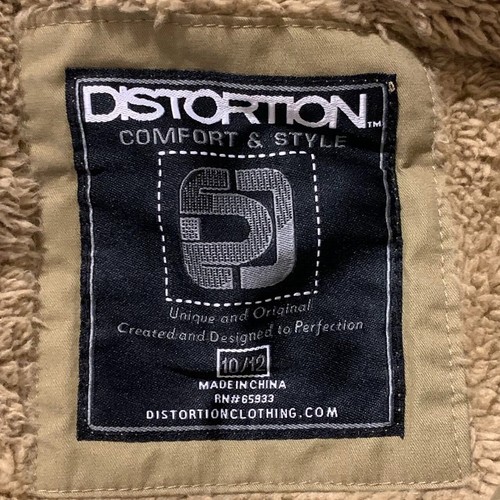 DISTORTION™
COMFORT & STYLE
Unique and Original
Created and Designed to Perfection
10/12
MADE IN CHINA
RN#65933
DISTORTIONCLOTHING.COM